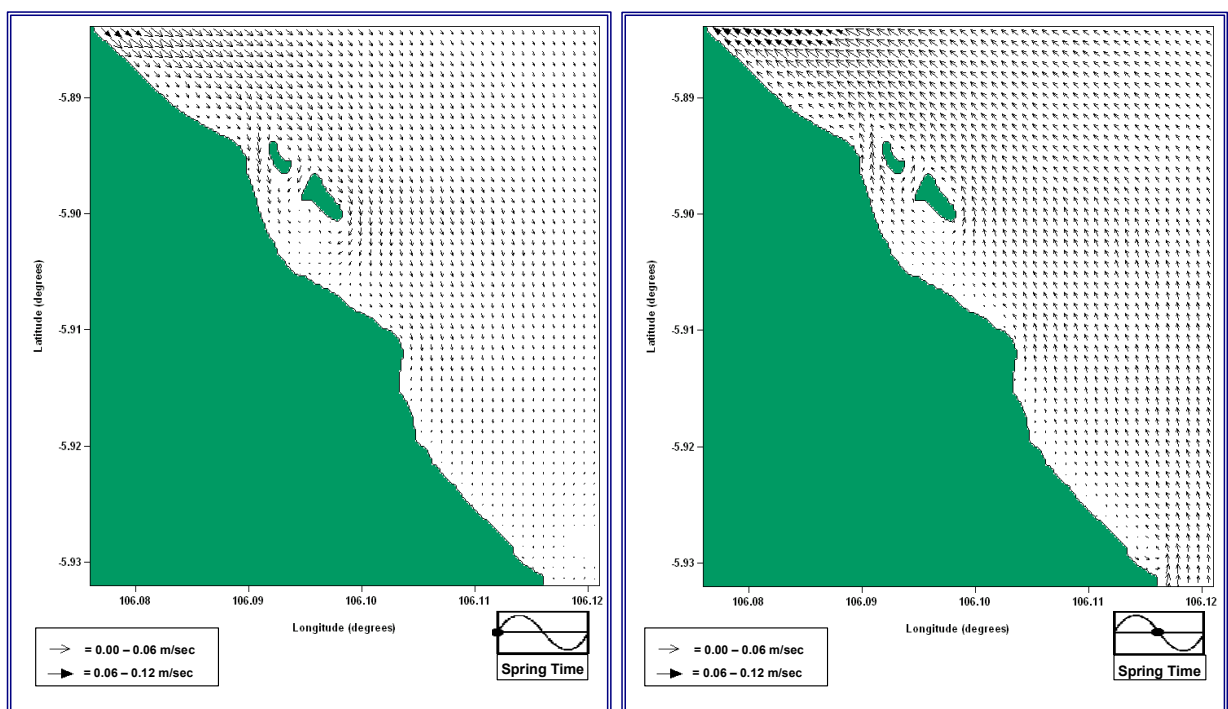 -5.89
-5.90
-5.91
-5.92
-5.93
Latitude (degrees)
106.08 106.09 106.10 106.11 106.12
Longitude (degrees)
= 0.00 – 0.06 m/sec
= 0.06 – 0.12 m/sec
Spring Time
-5.89
-5.90
-5.91
-5.92
-5.93
Latitude (degrees)
106.08 106.09 106.10 106.11 106.12
Longitude (degrees)
= 0.00 – 0.06 m/sec
= 0.06 – 0.12 m/sec
Spring Time